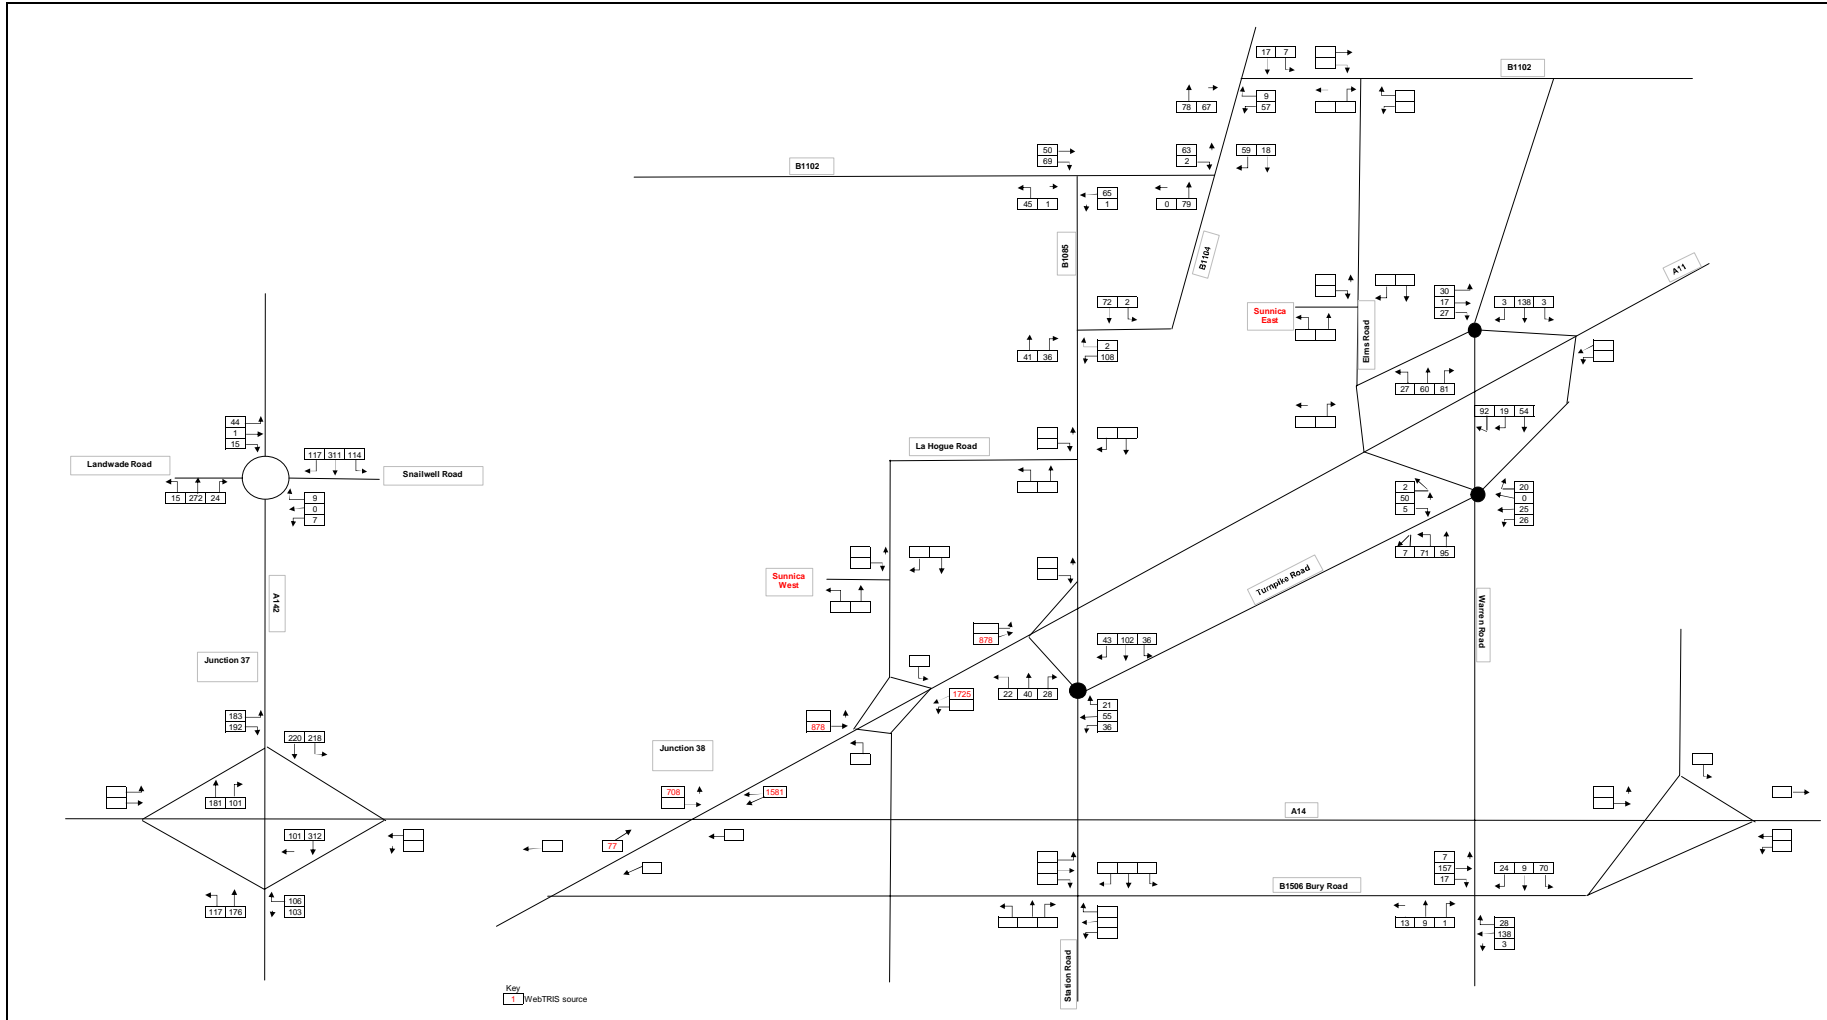 17 7
B1102
78 67
9
57
50
69
63
2
59 18
B1102
45 1
65
1
0 79
B1085
B1104
A11
72 2
Sunnica
East
30
17
27
3 138 3
41 36
2
108
Elms Road
27 60 81
92 19 54
44
1
15
117 311 114
La Hogue Road
Landwade Road
Snailwell Road
15 272 24
9
0
7
2
50
5
20
0
25
26
7 71 95
Sunnica
West
Turnpike Road
A142
Warren Road
878
43 102 36
Junction 37
22 40 28
1725
21
55
36
183
192
878
220 218
Junction 38
708
1581
181 101
A14
101 312
77
7
157
17
24 9 70
B1506 Bury Road
117 176
106
103
13 9 1
28
138
3
Station Road
Key
1 WebTRIS source